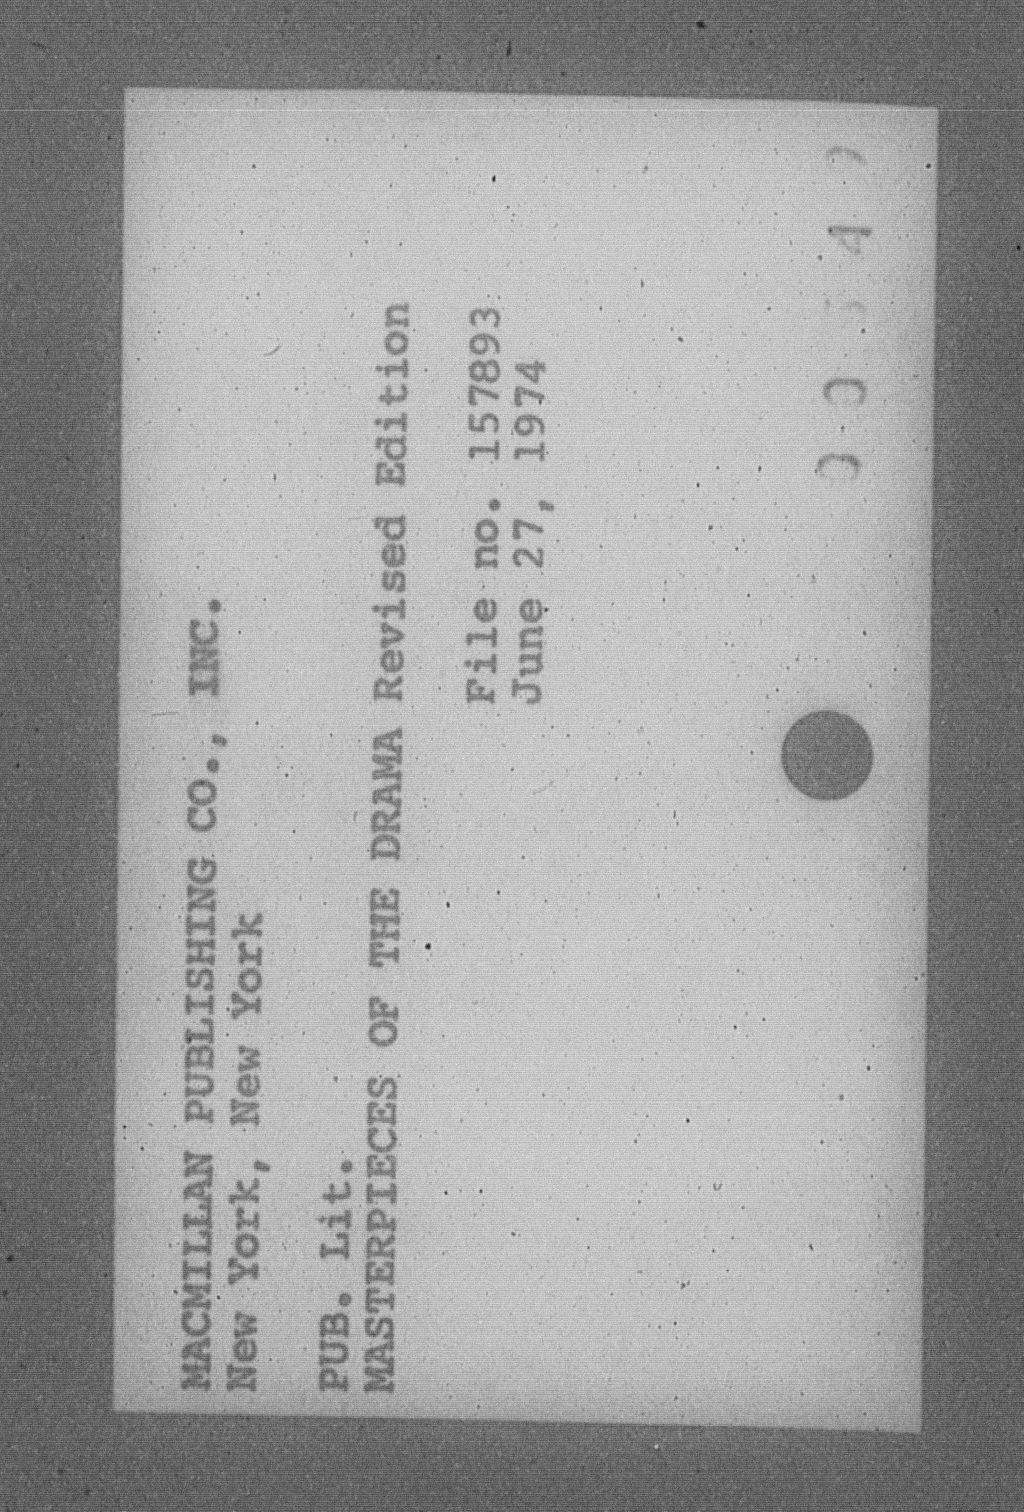 MACMILLAN PUBLISHING CO., INC.
New York, New York
PUB. Lit.
MASTERPIECES OF THE DRAMA Revised Edition
File no. 157893
June 27, 1974